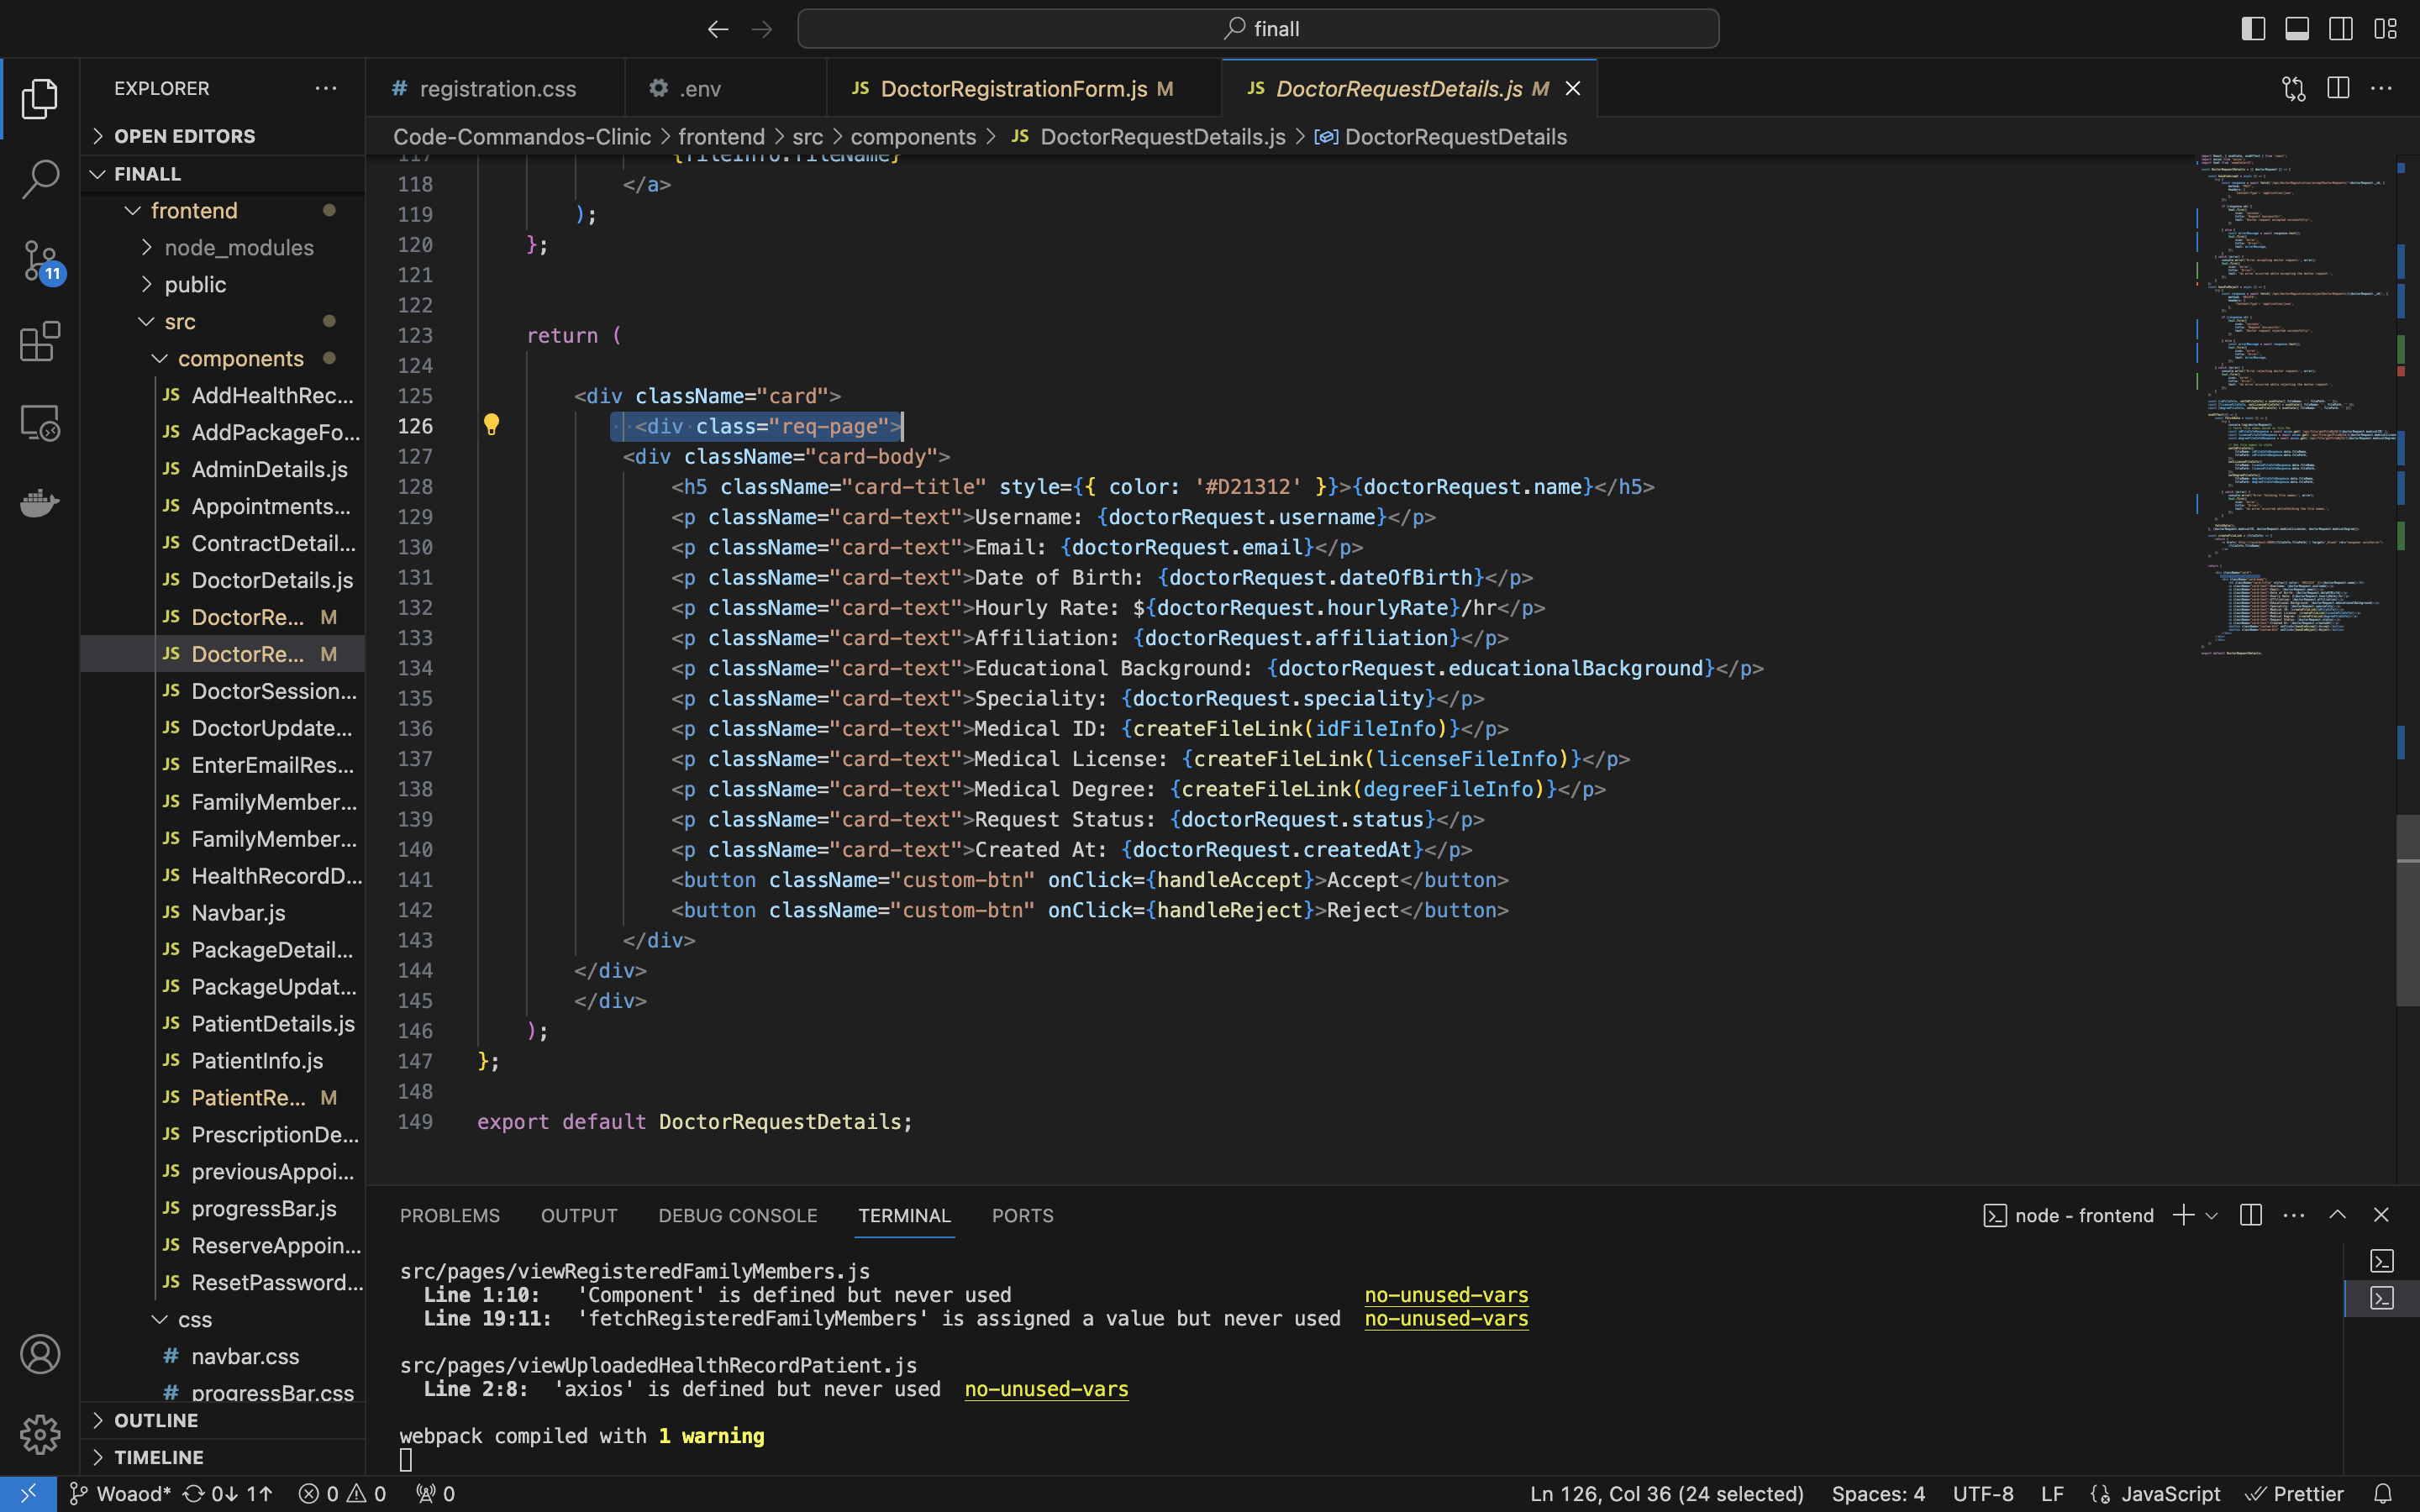 finall
EXPLORER
OPEN EDITORS
FINALL
frontend
node_modules
public
src
components
JS AddHealthRec...
JS AddPackageFo...
JS AdminDetails.js
JS Appointments...
JS ContractDetail...
JS DoctorDetails.js
JS DoctorRe... M
JS DoctorRe... M
JS DoctorSession...
JS DoctorUpdate...
JS EnterEmailRes...
JS FamilyMember...
JS FamilyMember...
JS HealthRecordD...
JS Navbar.js
JS PackageDetail...
JS PackageUpdat...
JS PatientDetails.js
JS PatientInfo.js
JS PatientRe... M
JS PrescriptionDe...
JS previousAppoi...
JS progressBar.js
JS ReserveAppoin...
JS ResetPassword...
css
# navbar.css
# progressBar.css
OUTLINE
TIMELINE
11
# registration.css
.env
JS DoctorRegistrationForm.js M
JS DoctorRequestDetails.js M
Code-Commandos-Clinic > frontend > src > components > JS DoctorRequestDetails.js > DoctorRequestDetails
117 {fileInfo.fileName}
118 </a>
119 );
120 };
121
122
123 return (
124
125 <div className="card">
126 <div class="req-page">
127 <div className="card-body">
128 <h5 className="card-title" style={{ color: '#D21312' }}>{doctorRequest.name}</h5>
129 <p className="card-text">Username: {doctorRequest.username}</p>
130 <p className="card-text">Email: {doctorRequest.email}</p>
131 <p className="card-text">Date of Birth: {doctorRequest.dateOfBirth}</p>
132 <p className="card-text">Hourly Rate: ${doctorRequest.hourlyRate}/hr</p>
133 <p className="card-text">Affiliation: {doctorRequest.affiliation}</p>
134 <p className="card-text">Educational Background: {doctorRequest.educationalBackground}</p>
135 <p className="card-text">Speciality: {doctorRequest.speciality}</p>
136 <p className="card-text">Medical ID: {createFileLink(idFileInfo)}</p>
137 <p className="card-text">Medical License: {createFileLink(licenseFileInfo)}</p>
138 <p className="card-text">Medical Degree: {createFileLink(degreeFileInfo)}</p>
139 <p className="card-text">Request Status: {doctorRequest.status}</p>
140 <p className="card-text">Created At: {doctorRequest.createdAt}</p>
141 <button className="custom-btn" onClick={handleAccept}>Accept</button>
142 <button className="custom-btn" onClick={handleReject}>Reject</button>
143 </div>
144 </div>
145 </div>
146 );
147 };
148
149 export default DoctorRequestDetails;
PROBLEMS OUTPUT DEBUG CONSOLE TERMINAL PORTS
node - frontend
src/pages/viewRegisteredFamilyMembers.js
Line 1:10: 'Component' is defined but never used no-unused-vars
Line 19:11: 'fetchRegisteredFamilyMembers' is assigned a value but never used no-unused-vars
src/pages/viewUploadedHealthRecordPatient.js
Line 2:8: 'axios' is defined but never used no-unused-vars
webpack compiled with 1 warning
Woaod* 0↓ 1↑ 0 0 0
Ln 126, Col 36 (24 selected) Spaces: 4 UTF-8 LF {} JavaScript Prettier